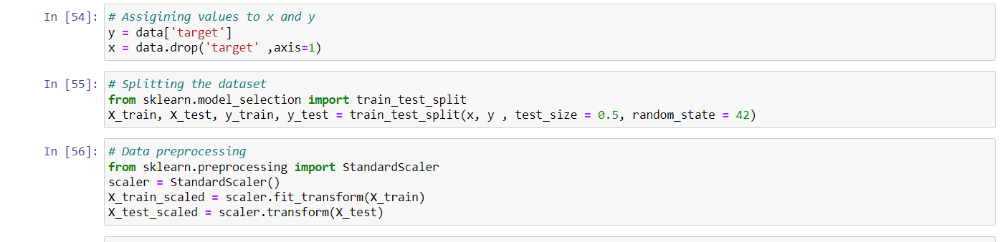 In [54]: # Assigining values to x and y
y = data['target']
x = data.drop('target' ,axis=1)
In [55]: # Splitting the dataset
from sklearn.model_selection import train_test_split
X_train, X_test, y_train, y_test = train_test_split(x, y , test_size = 0.5, random_state = 42)
In [56]: # Data preprocessing
from sklearn.preprocessing import StandardScaler
scaler = StandardScaler()
X_train_scaled = scaler.fit_transform(X_train)
X_test_scaled = scaler.transform(X_test)